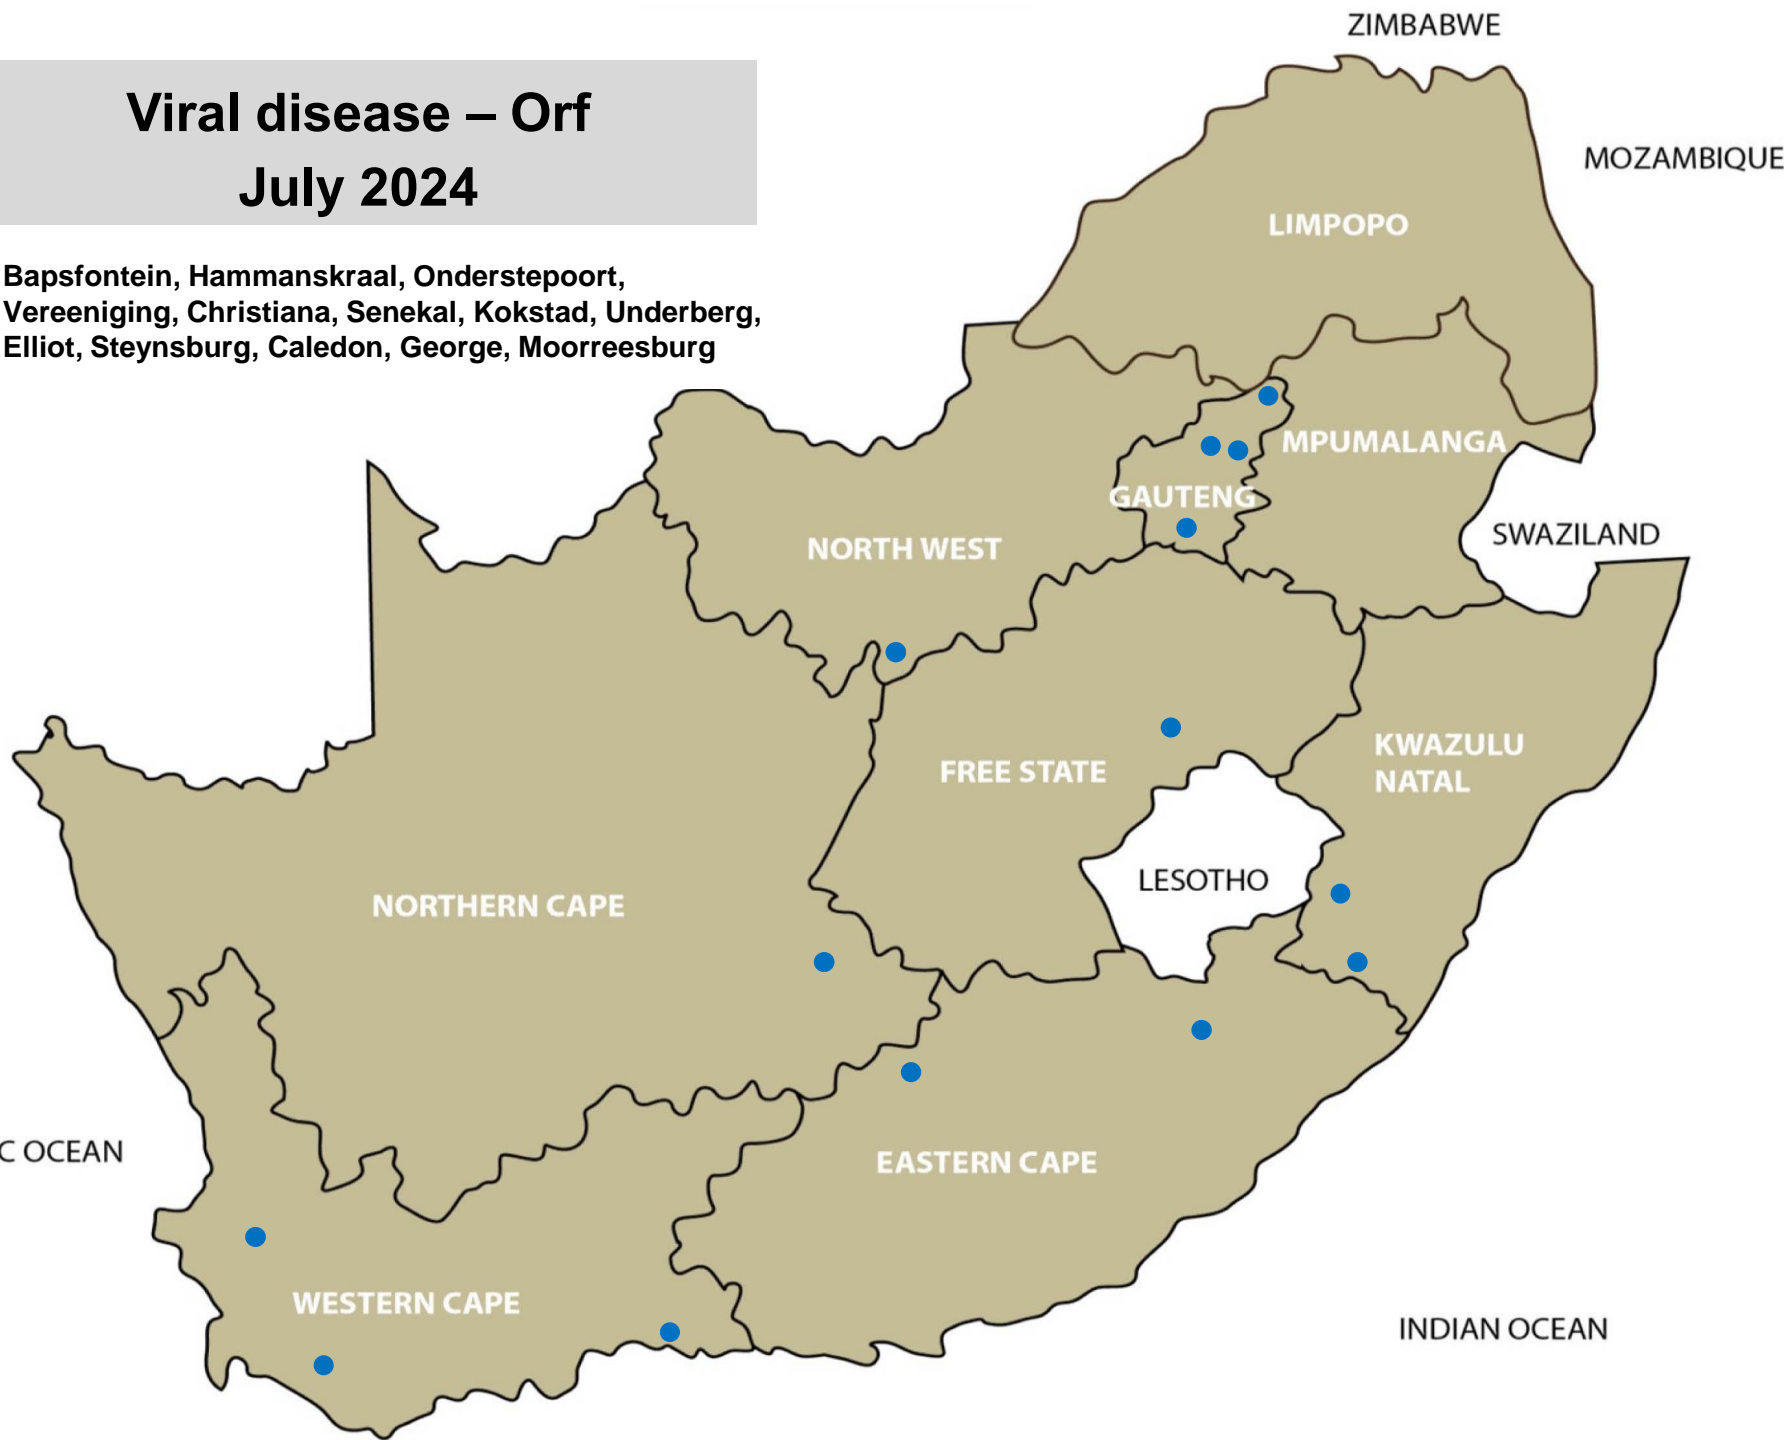 Viral disease – Orf
July 2024
Bapsfontein, Hammanskraal, Onderstepoort,
Vereeniging, Christiana, Senekal, Kokstad, Underberg,
Elliot, Steynsburg, Caledon, George, Moorreesburg
ZIMBABWE
MOZAMBIQUE
LIMPOPO
MPUMALANGA
GAUTENG
NORTH WEST
SWAZILAND
KWAZULU
NATAL
FREE STATE
LESOTHO
NORTHERN CAPE
C OCEAN
EASTERN CAPE
WESTERN CAPE
INDIAN OCEAN